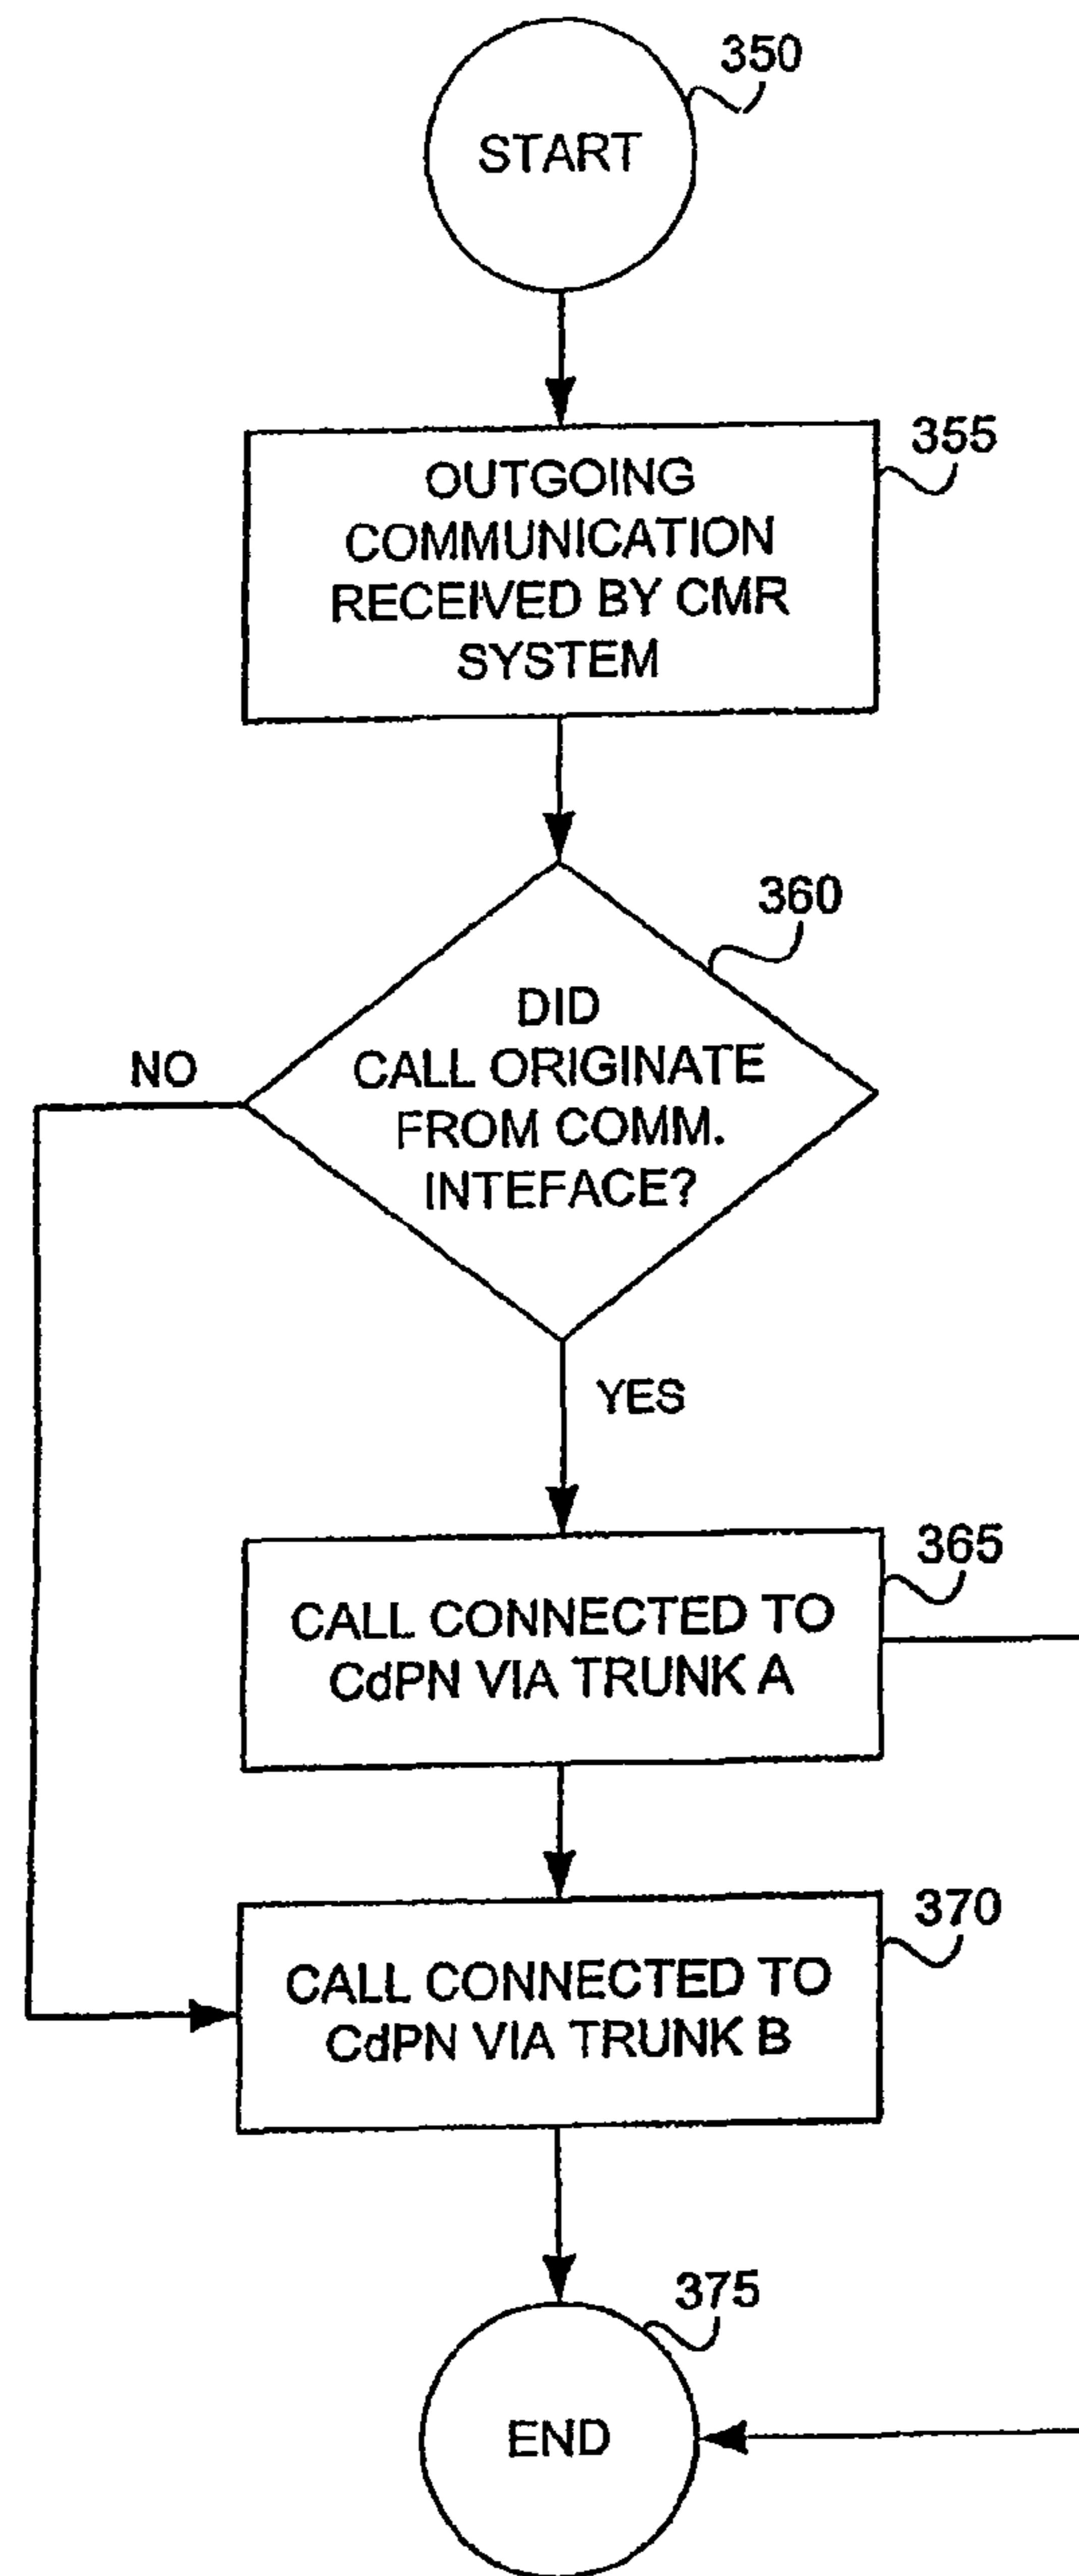 350
START
355
OUTGOING
COMMUNICATION
RECEIVED BY CMR
SYSTEM
360
DID
CALL ORIGINATE
FROM COMM.
INTEFACE?
NO
YES
365
CALL CONNECTED TO
CdPN VIA TRUNK A
370
CALL CONNECTED TO
CdPN VIA TRUNK B
375
END